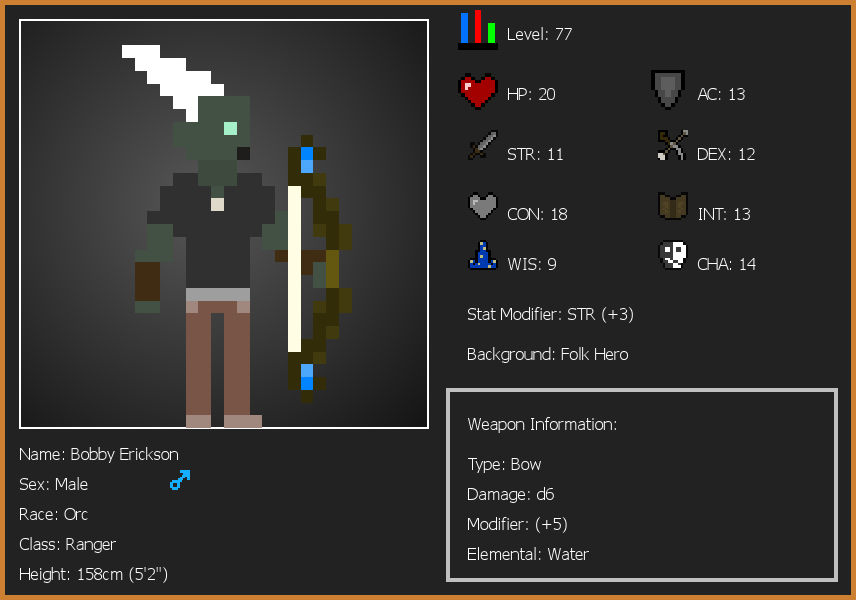 Level: 77
HP: 20
AC: 13
STR: 11
DEX: 12
CON: 18
INT: 13
WIS: 9
CHA: 14
Stat Modifier: STR (+3)
Background: Folk Hero
Weapon Information:
Type: Bow
Damage: d6
Modifier: (+5)
Elemental: Water
Name: Bobby Erickson
Sex: Male
Race: Orc
Class: Ranger
Height: 158cm (5'2")